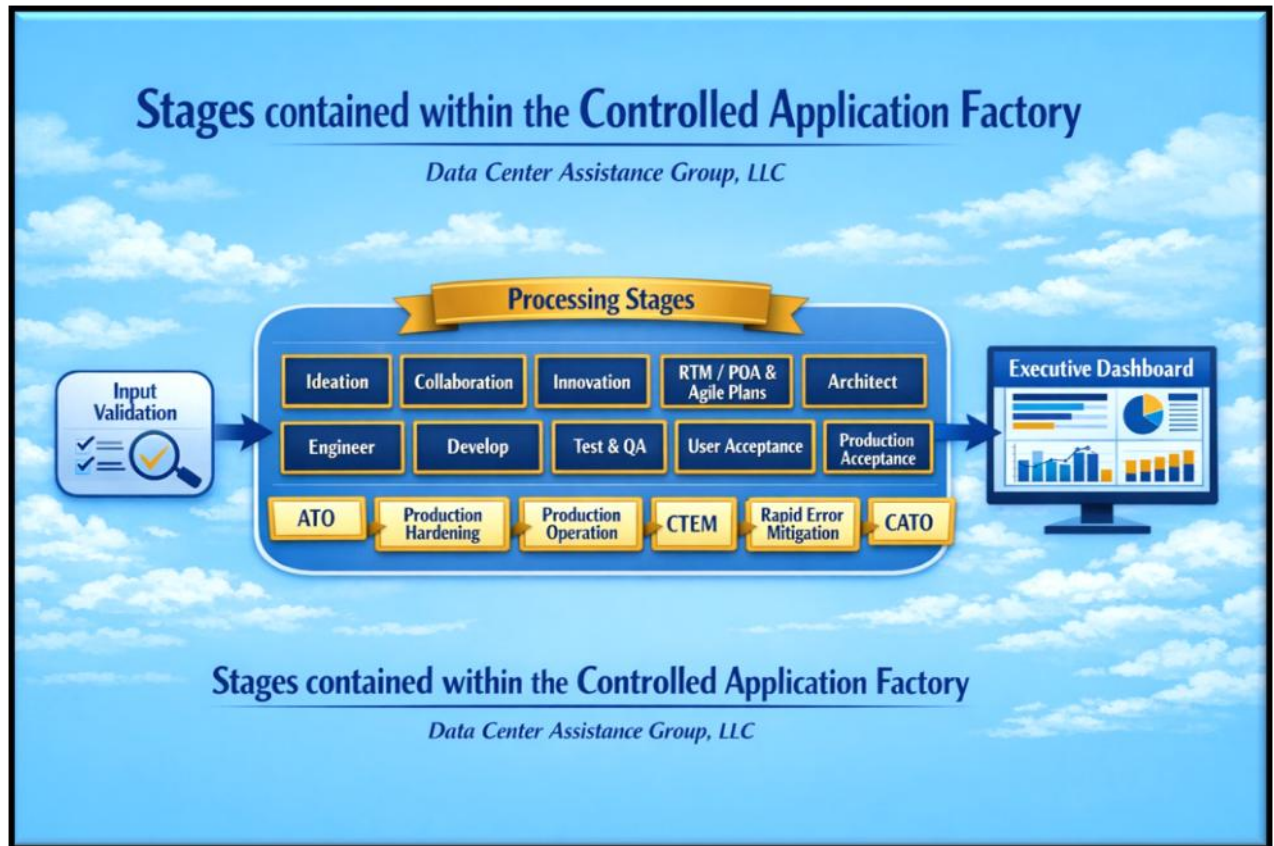 Stages contained within the Controlled Application Factory
Data Center Assistance Group, LLC
Processing Stages
Input
Validation
Ideation
Collaboration
Innovation
RTM / POA &
Agile Plans
Architect
Engineer
Develop
Test & QA
User Acceptance
Production
Acceptance
ATO
Production
Hardening
Production
Operation
CTEM
Rapid Error
Mitigation
CATO
Executive Dashboard
Stages contained within the Controlled Application Factory
Data Center Assistance Group, LLC